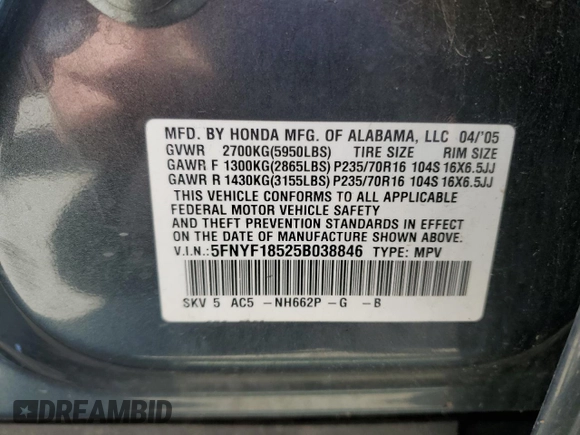 MFD. BY HONDA MFG. OF ALABAMA, LLC 04/'05
GVWR 2700KG(5950LBS) TIRE SIZE RIM SIZE
GAWR F 1300KG(2865LBS) P235/70R16 104S 16X6.5JJ
GAWR R 1430KG(3155LBS) P235/70R16 104S 16X6.5JJ
THIS VEHICLE CONFORMS TO ALL APPLICABLE
FEDERAL MOTOR VEHICLE SAFETY
AND THEFT PREVENTION STANDARDS IN EFFECT
ON THE DATE OF MANUFACTURE SHOWN ABOVE.
V.I.N.: 5FNYF18525B038846 TYPE: MPV
SKV 5 AC5 -NH662P -G -B
DREAMBID